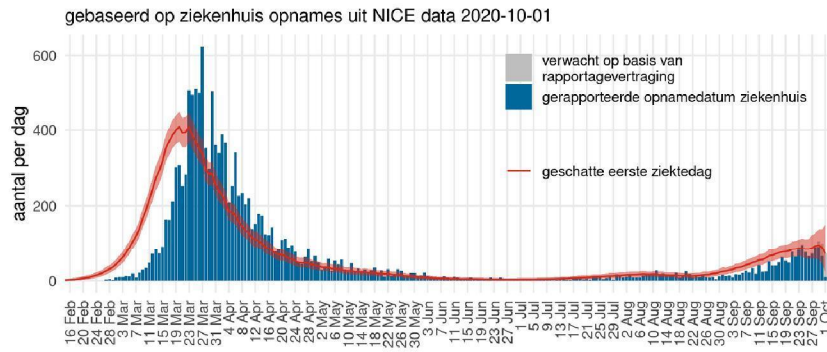 gebaseerd op ziekenhuis opnames uit NICE data 2020-10-01
600
400
200
0
aantal per dag
verwacht op basis van
rapportagevertraging
gerapporteerde opnamedatum ziekenhuis
geschatte eerste ziektedag
16 Feb
20 Feb
24 Feb
28 Feb
3 Mar
7 Mar
11 Mar
15 Mar
19 Mar
23 Mar
27 Mar
31 Mar
4 Apr
8 Apr
12 Apr
16 Apr
20 Apr
24 Apr
28 Apr
2 May
6 May
10 May
14 May
18 May
22 May
26 May
30 May
3 Jun
7 Jun
11 Jun
15 Jun
19 Jun
23 Jun
27 Jun
1 Jul
5 Jul
9 Jul
13 Jul
17 Jul
21 Jul
25 Jul
29 Jul
2 Aug
6 Aug
10 Aug
14 Aug
18 Aug
22 Aug
26 Aug
30 Aug
3 Sep
7 Sep
11 Sep
15 Sep
19 Sep
23 Sep
27 Sep
1 Oct